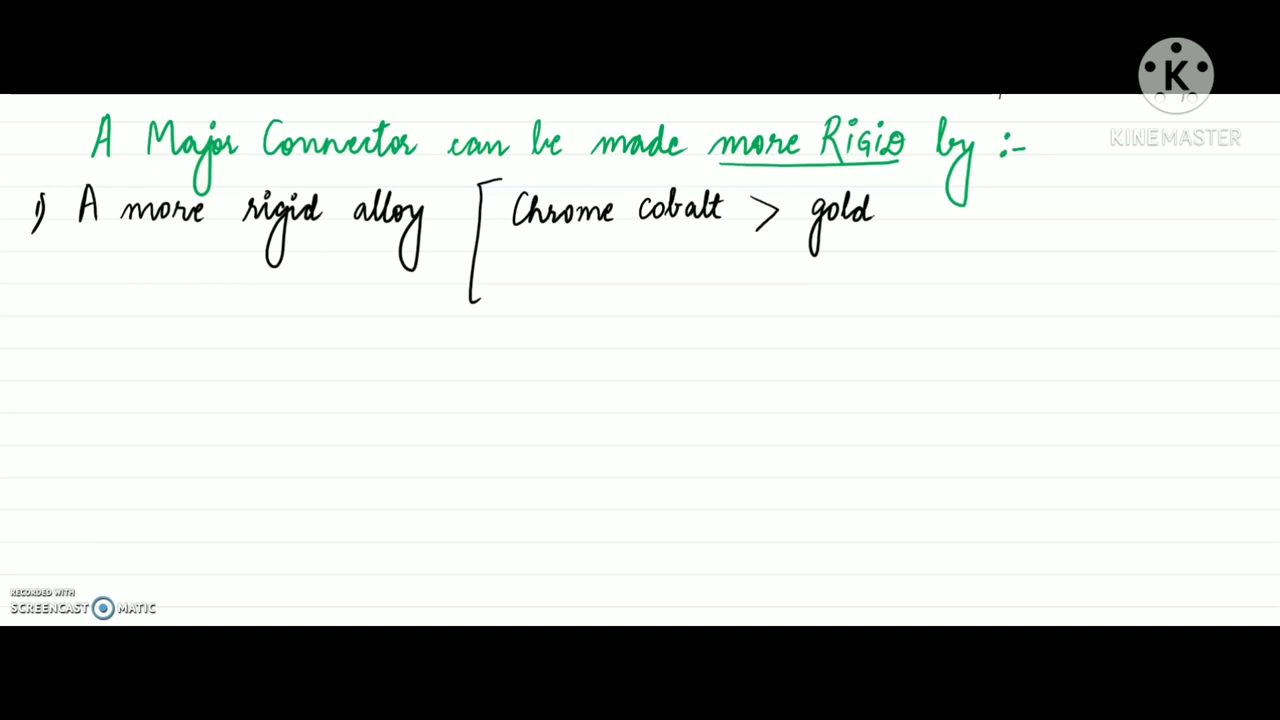 K
KINEMASTER
A Major Connector can be made more Rigid by :-
1) A more rigid alloy [ Chrome cobalt > gold
RECORDED WITH
SCREENCAST MATIC